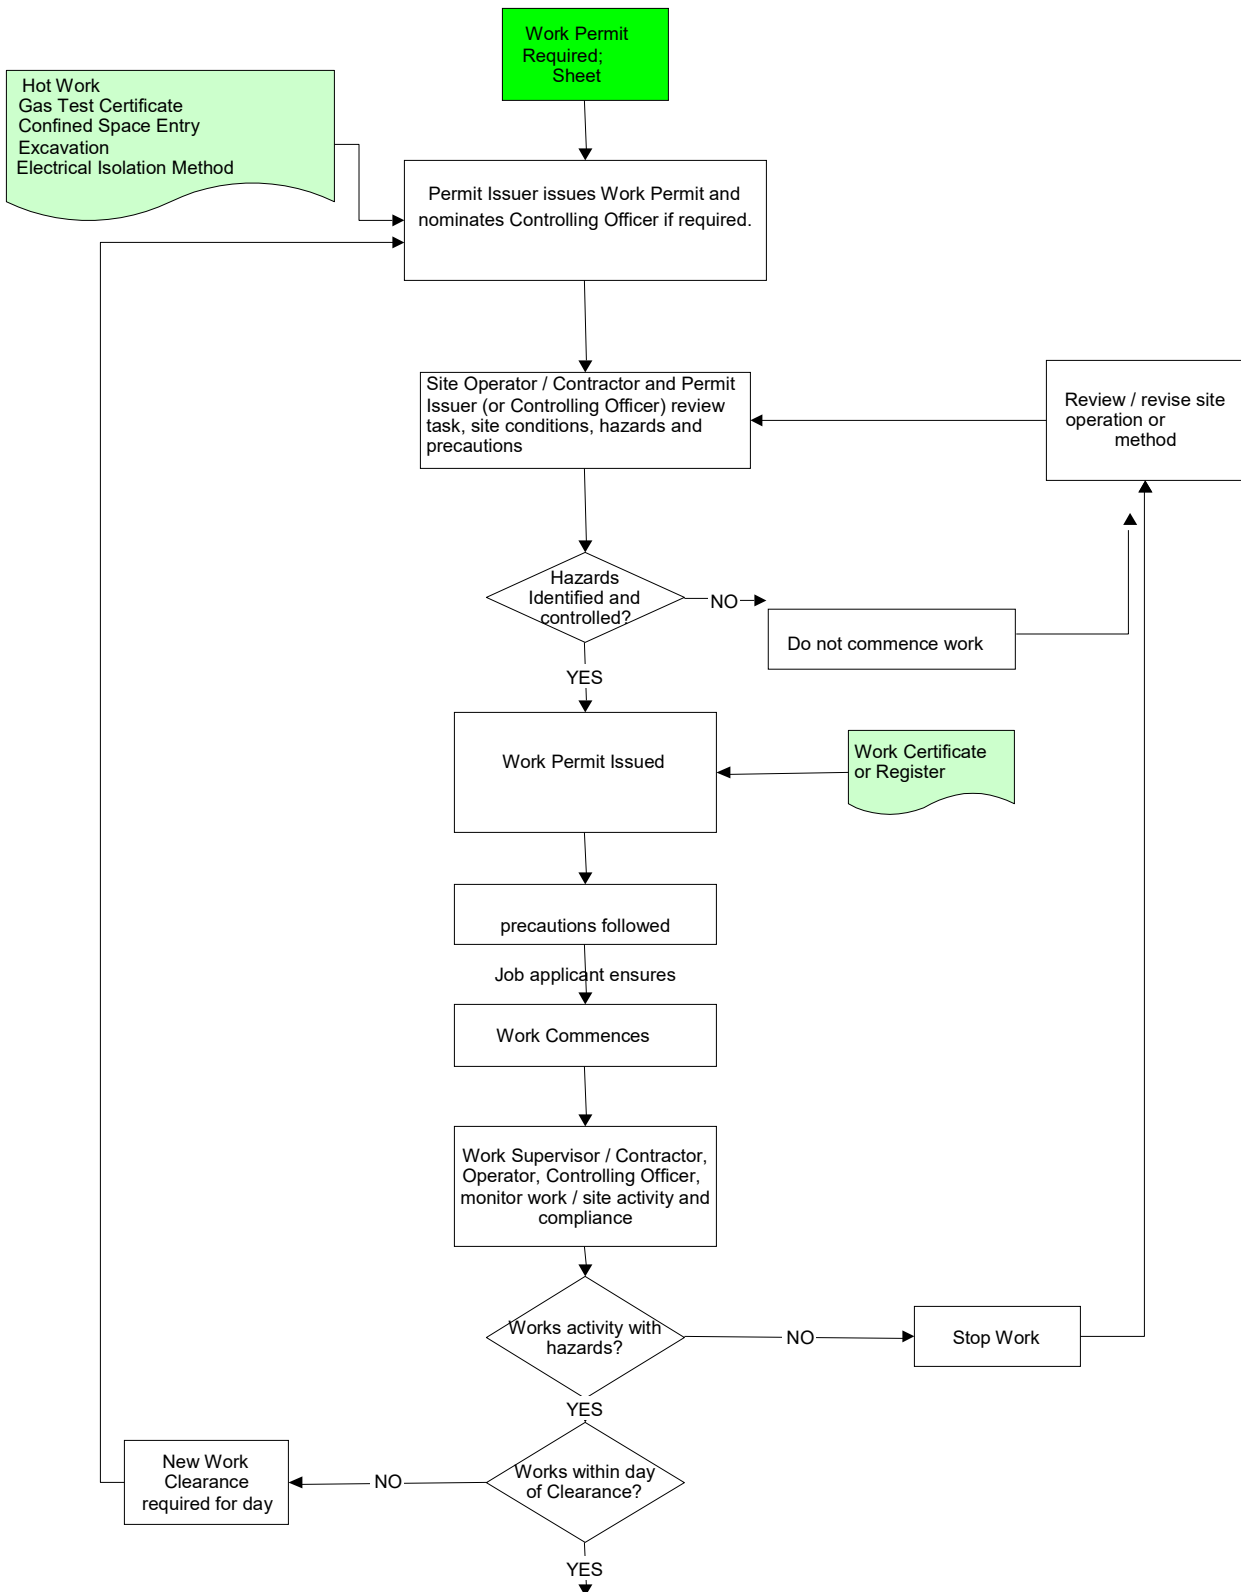 Work Permit
Required;
Sheet
Hot Work
Gas Test Certificate
Confined Space Entry
Excavation
Electrical Isolation Method
Permit Issuer issues Work Permit and
nominates Controlling Officer if required.
Site Operator / Contractor and Permit
Issuer (or Controlling Officer) review
task, site conditions, hazards and
precautions
Review / revise site
operation or
method
Hazards
Identified and
controlled?
NO
Do not commence work
YES
Work Permit Issued
Work Certificate
or Register
precautions followed
Job applicant ensures
Work Commences
Work Supervisor / Contractor,
Operator, Controlling Officer,
monitor work / site activity and
compliance
Works activity with
hazards?
NO
Stop Work
YES
Works within day
of Clearance?
NO
New Work
Clearance
required for day
YES